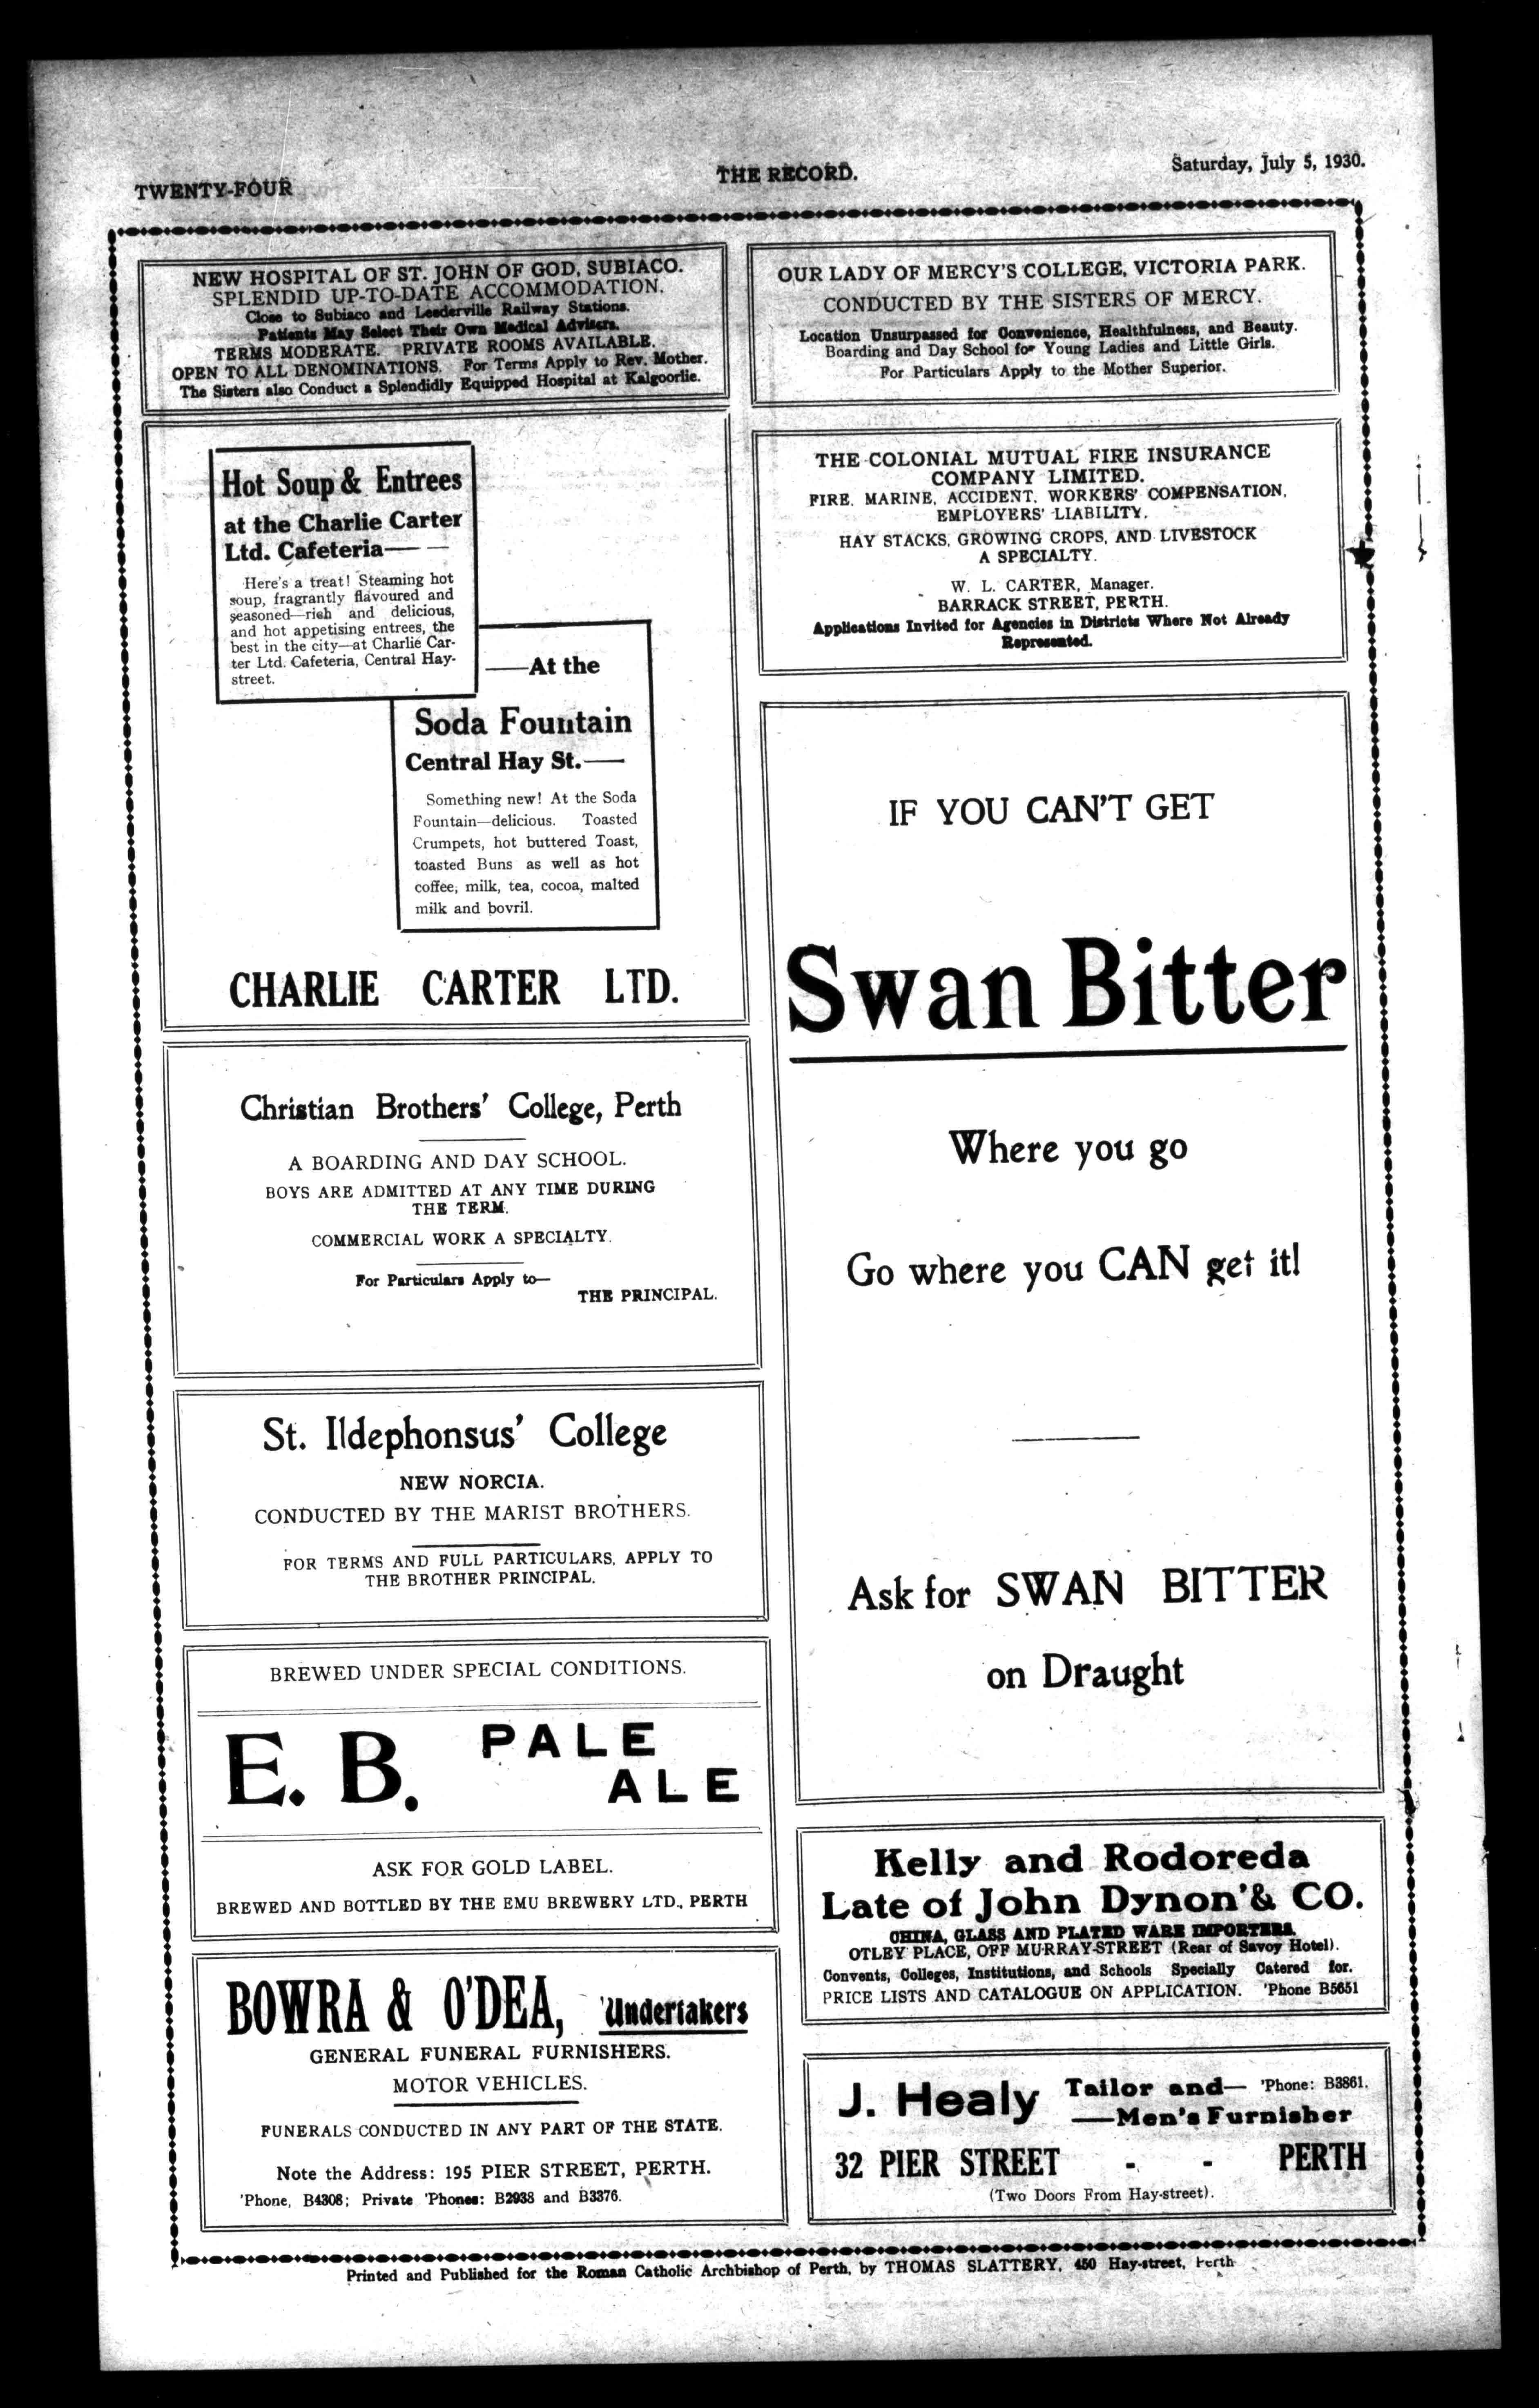 TWENTY-FOUR
THE RECORD.
Saturday, July 5, 1930.
NEW HOSPITAL OF ST. JOHN OF GOD, SUBIACO.
SPLENDID UP-TO-DATE ACCOMMODATION.
Close to Subiaco and Leederville Railway Stations.
Patients May Select Their Own Medical Advisers.
TERMS MODERATE. PRIVATE ROOMS AVAILABLE.
OPEN TO ALL DENOMINATIONS. For Terms Apply to Rev. Mother.
The Sisters also Conduct a Splendidly Equipped Hospital at Kalgoorlie.
Hot Soup & Entrees
at the Charlie Carter
Ltd. Cafeteria— —
Here's a treat! Steaming hot
soup, fragrantly flavoured and
seasoned—rich and delicious,
and hot appetising entrees, the
best in the city—at Charlie Car-
ter Ltd. Cafeteria, Central Hay-
street.
—At the
Soda Fountain
Central Hay St.—
Something new! At the Soda
Fountain—delicious. Toasted
Crumpets, hot buttered Toast,
toasted Buns as well as hot
coffee, milk, tea, cocoa, malted
milk and bovril.
CHARLIE CARTER LTD.
Christian Brothers' College, Perth
A BOARDING AND DAY SCHOOL.
BOYS ARE ADMITTED AT ANY TIME DURING
THE TERM.
COMMERCIAL WORK A SPECIALTY.
For Particulars Apply to—
THE PRINCIPAL.
St. Ildephonsus' College
NEW NORCIA.
CONDUCTED BY THE MARIST BROTHERS.
FOR TERMS AND FULL PARTICULARS, APPLY TO
THE BROTHER PRINCIPAL.
BREWED UNDER SPECIAL CONDITIONS.
E. B. PALE
ALE
ASK FOR GOLD LABEL.
BREWED AND BOTTLED BY THE EMU BREWERY LTD., PERTH
BOWRA & O'DEA, Undertakers
GENERAL FUNERAL FURNISHERS.
MOTOR VEHICLES.
FUNERALS CONDUCTED IN ANY PART OF THE STATE.
Note the Address: 195 PIER STREET, PERTH.
'Phone, B4308; Private 'Phones: B2938 and B3376.
OUR LADY OF MERCY'S COLLEGE, VICTORIA PARK.
CONDUCTED BY THE SISTERS OF MERCY.
Location Unsurpassed for Convenience, Healthfulness, and Beauty.
Boarding and Day School for Young Ladies and Little Girls.
For Particulars Apply to the Mother Superior.
THE COLONIAL MUTUAL FIRE INSURANCE
COMPANY LIMITED.
FIRE, MARINE, ACCIDENT, WORKERS' COMPENSATION,
EMPLOYERS' LIABILITY.
HAY STACKS, GROWING CROPS, AND LIVESTOCK
A SPECIALTY.
W. L. CARTER, Manager.
BARRACK STREET, PERTH.
Applications Invited for Agencies in Districts Where Not Already
Represented.
IF YOU CAN'T GET
Swan Bitter
Where you go
Go where you CAN get it!
Ask for SWAN BITTER
on Draught
Kelly and Rodoreda
Late of John Dynon & CO.
CHINA, GLASS AND PLATED WARE IMPORTERS,
OTLEY PLACE, OFF MURRAY-STREET (Rear of Savoy Hotel).
Convents, Colleges, Institutions, and Schools Specially Catered for.
PRICE LISTS AND CATALOGUE ON APPLICATION. 'Phone B5651
J. Healy Tailor and— 'Phone: B3861.
—Men's Furnisher
32 PIER STREET - - PERTH
(Two Doors From Hay-street).
Printed and Published for the Roman Catholic Archbishop of Perth, by THOMAS SLATTERY, 450 Hay-street, Perth